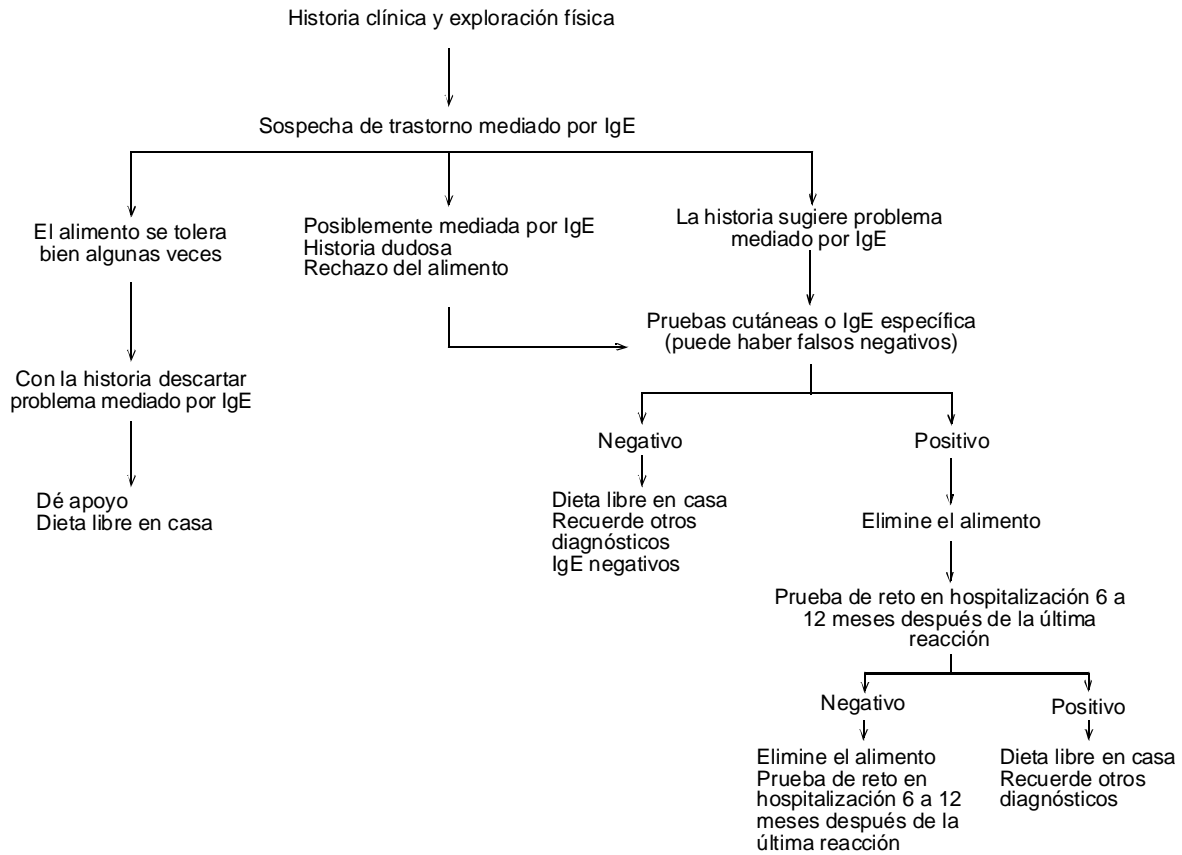 Historia clínica y exploración física
Sospecha de trastorno mediado por IgE
El alimento se tolera
bien algunas veces
Posiblemente mediada por IgE
Historia dudosa
Rechazo del alimento
La historia sugiere problema
mediado por IgE
Pruebas cutáneas o IgE específica
(puede haber falsos negativos)
Con la historia descartar
problema mediado por IgE
Negativo
Positivo
Dé apoyo
Dieta libre en casa
Dieta libre en casa
Recuerde otros
diagnósticos
IgE negativos
Elimine el alimento
Prueba de reto en hospitalización 6 a
12 meses después de la última
reacción
Negativo
Positivo
Elimine el alimento
Prueba de reto en
hospitalización 6 a 12
meses después de la
última reacción
Dieta libre en casa
Recuerde otros
diagnósticos